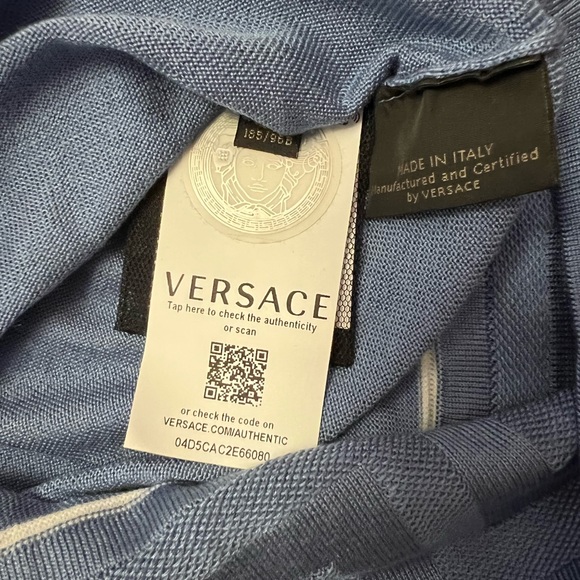 185/96B
MADE IN ITALY
Manufactured and Certified
by VERSACE
VERSACE
Tap here to check the authenticity
or scan
or check the code on
VERSACE.COM/AUTHENTIC
04D5CAC2E66080